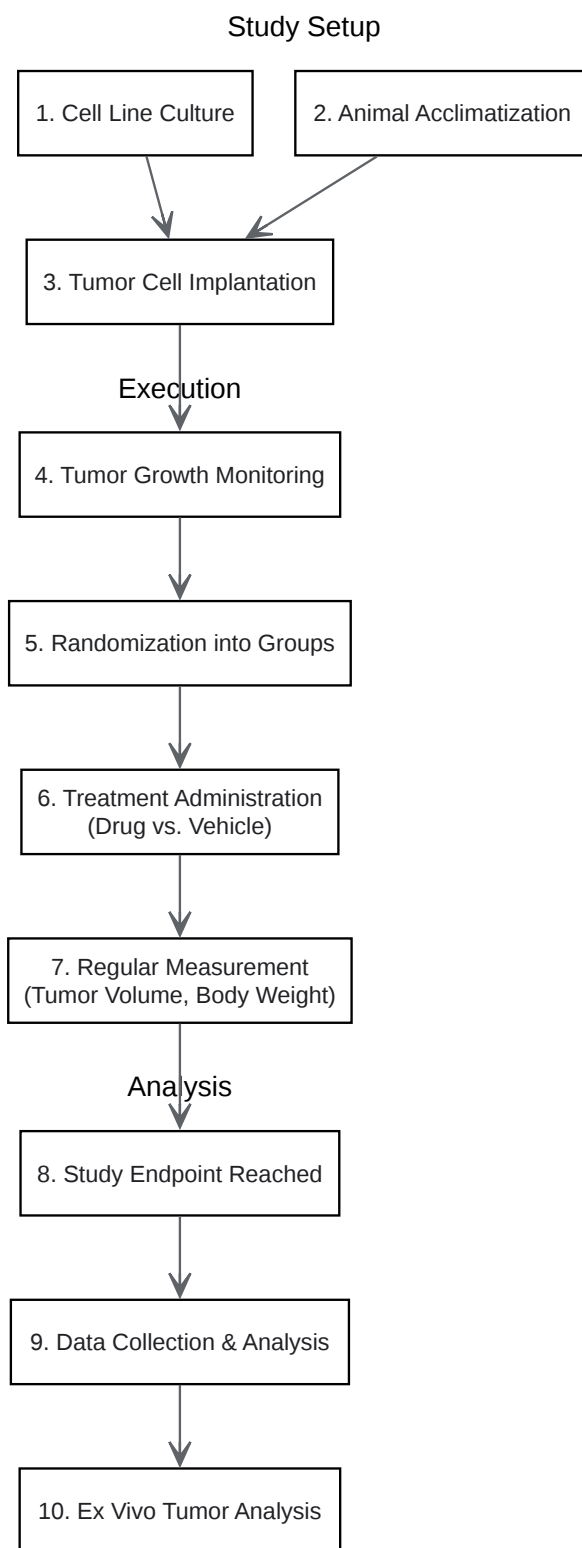 Study Setup
1. Cell Line Culture
2. Animal Acclimatization
3. Tumor Cell Implantation
Execution
4. Tumor Growth Monitoring
5. Randomization into Groups
6. Treatment Administration
(Drug vs. Vehicle)
7. Regular Measurement
(Tumor Volume, Body Weight)
Analysis
8. Study Endpoint Reached
9. Data Collection & Analysis
10. Ex Vivo Tumor Analysis